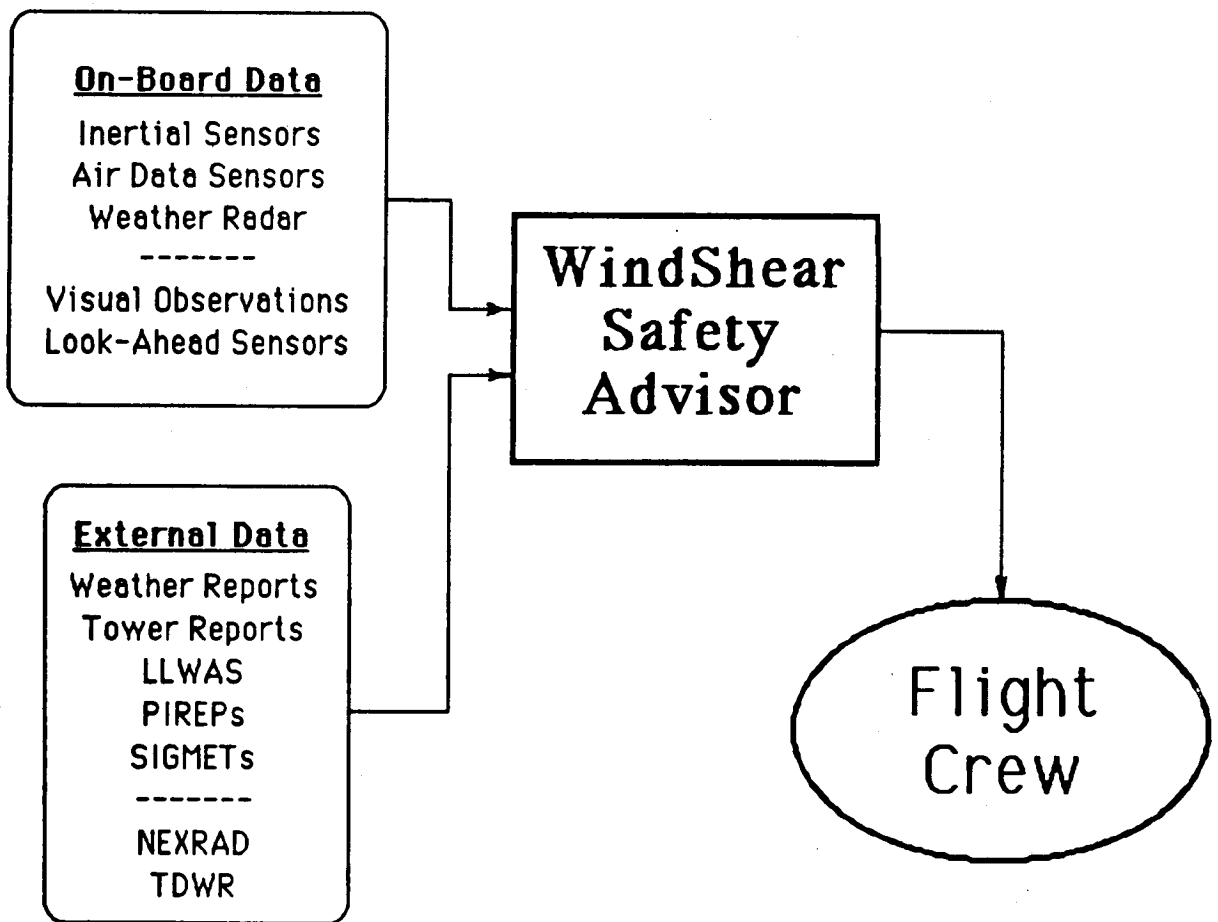 On-Board Data
Inertial Sensors
Air Data Sensors
Weather Radar
-------
Visual Observations
Look-Ahead Sensors
WindShear
Safety
Advisor
External Data
Weather Reports
Tower Reports
LLWAS
PIREPs
SIGMETs
-------
NEXRAD
TDWR
Flight
Crew